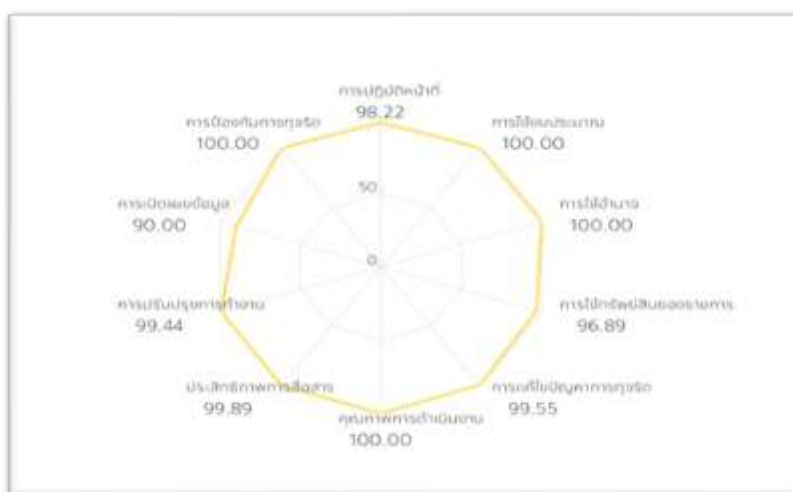 การปฏิบัติหน้าที่
98.22
การป้องกันการทุจริต
100.00
การใช้งบประมาณ
100.00
50
การเปิดเผยข้อมูล
90.00
การใช้อำนาจ
100.00
0
การปรับปรุงการทำงาน
99.44
การใช้ทรัพย์สินของราชการ
96.89
ประสิทธิภาพการสื่อสาร
99.89
การแก้ไขปัญหาการทุจริต
99.55
คุณภาพการดำเนินงาน
100.00